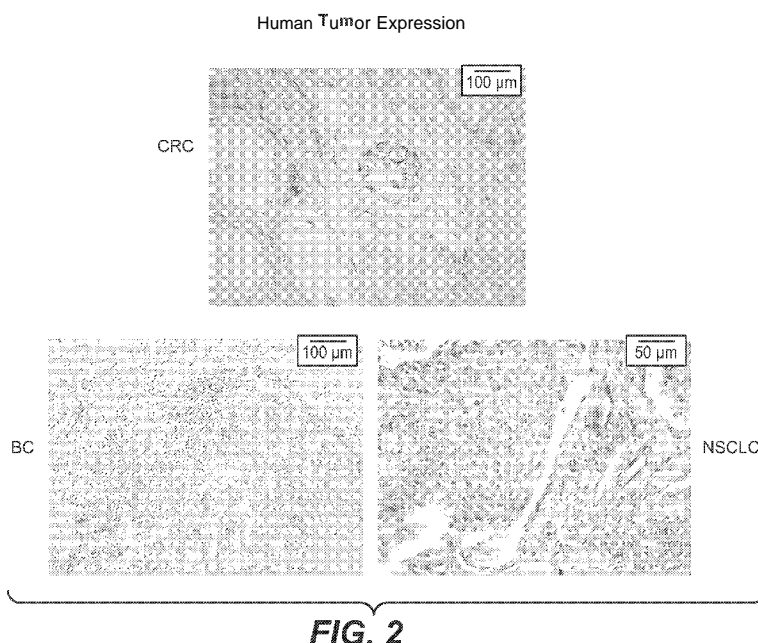 Human Tumor Expression
100 µm
CRC
100 µm
50 µm
BC
NSCLC
FIG. 2